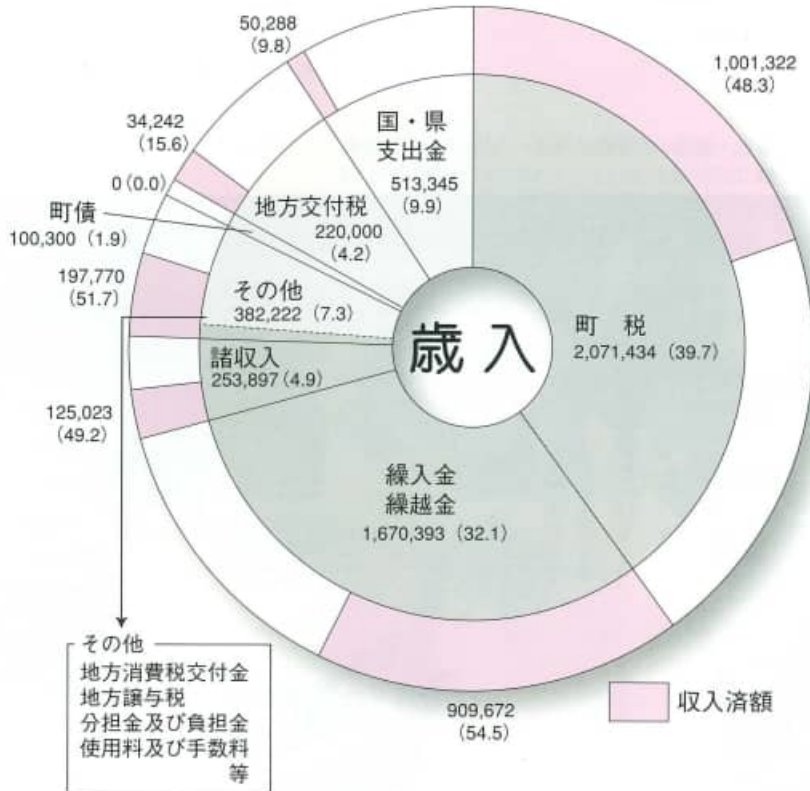 50,288
(9.8)
1,001,322
(48.3)
34,242
(15.6)
国・県
支出金
513,345
(9.9)
0 (0.0)
地方交付税
220,000
(4.2)
町債
100,300 (1.9)
197,770
(51.7)
その他
382,222 (7.3)
歳入
町 税
2,071,434 (39.7)
諸収入
253,897 (4.9)
125,023
(49.2)
繰入金
繰越金
1,670,393 (32.1)
909,672
(54.5)
収入済額
その他
地方消費税交付金
地方譲与税
分担金及び負担金
使用料及び手数料
等